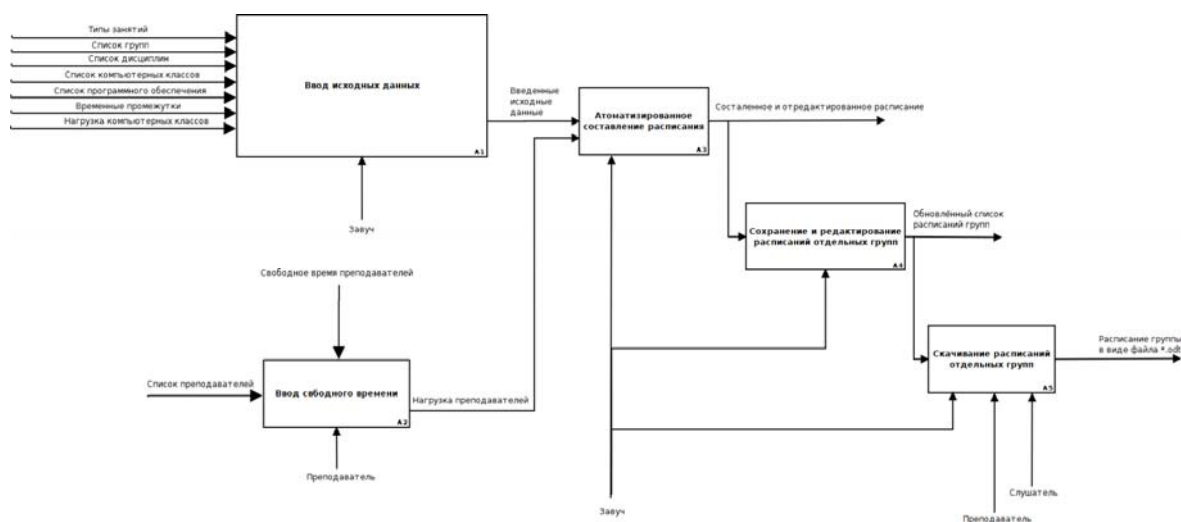 Типы занятий
Список групп
Список дисциплин
Список компьютерных классов
Список программного обеспечения
Временные промежутки
Нагрузка компьютерных классов
Ввод исходных данных
A1
Завуч
Введенные
исходные
данные
Атоматизированное
составление расписания
A3
Состаленное и отредактированное расписание
Сохранение и редактирование
расписаний отдельных групп
A4
Обновлённый список
расписаний групп
Свободное время преподавателей
Список преподавателей
Ввод свбодного времени
A2
Нагрузка преподавателей
Преподаватель
Скачивание расписаний
отдельных групп
A5
Расписание группы
в виде файла *.odt
Завуч
Слушатель
Преподаватель